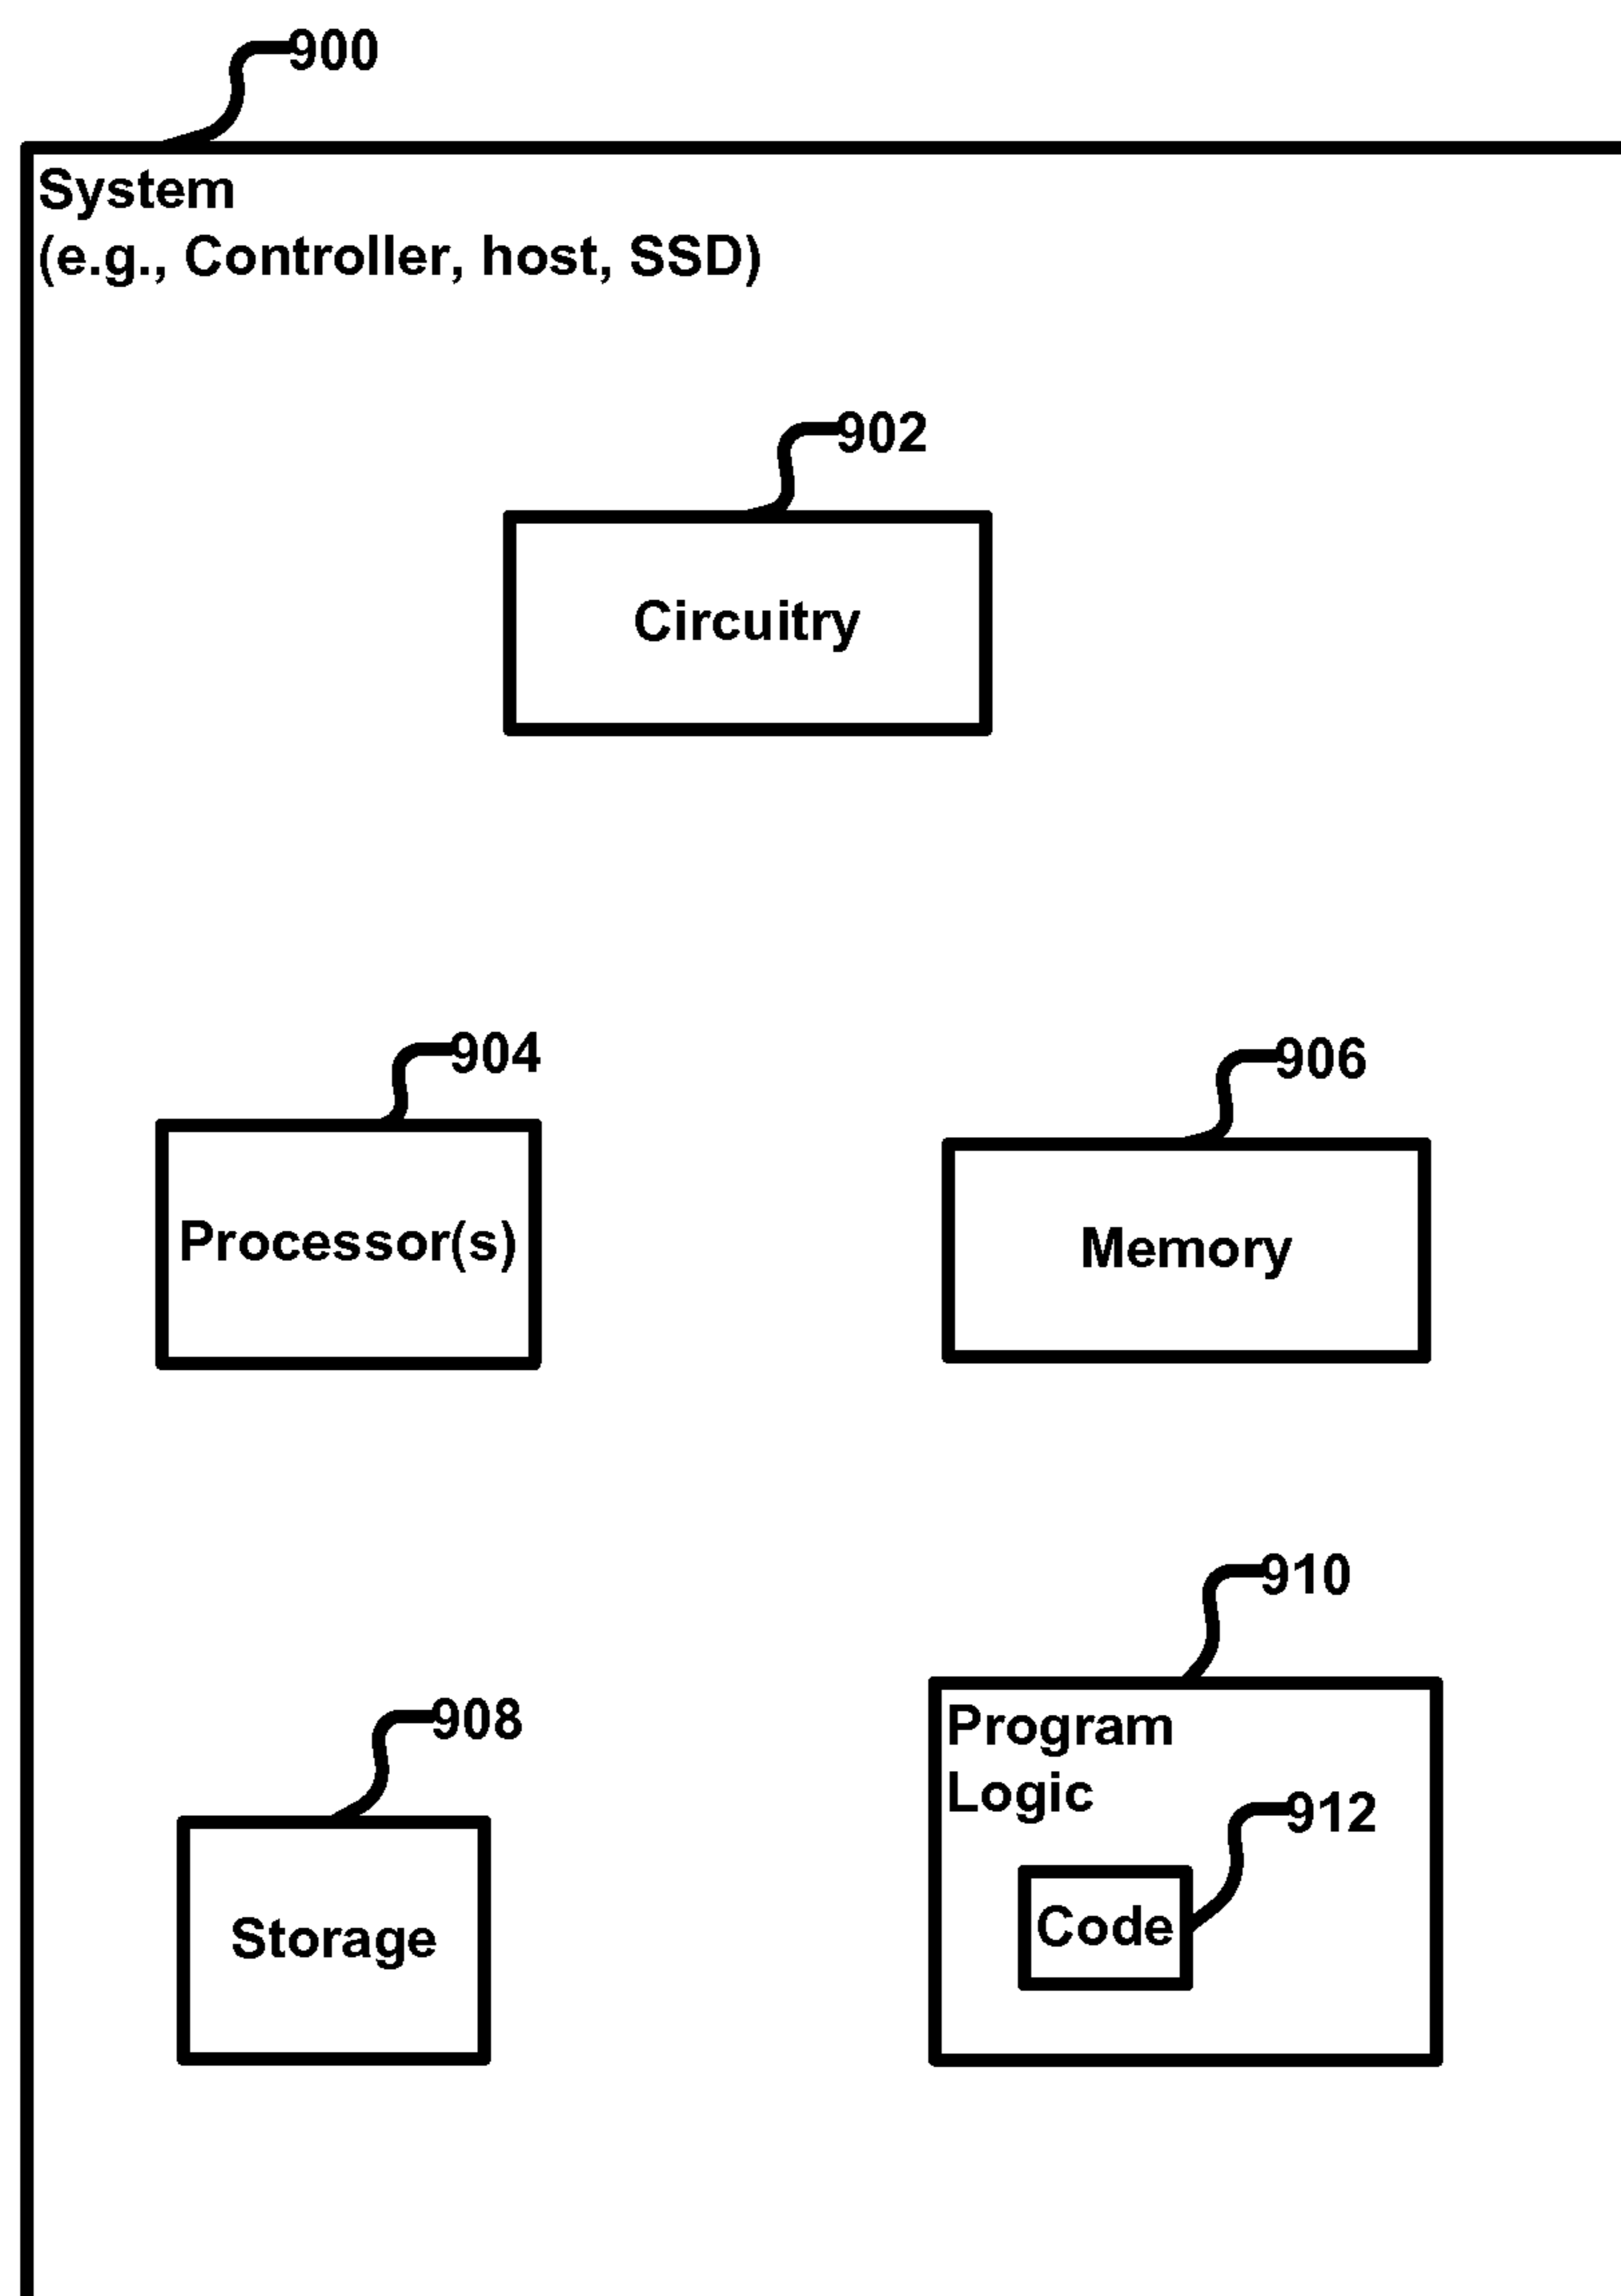 900
System
(e.g., Controller, host, SSD)
902
Circuitry
904
906
Processor(s)
Memory
910
908
Program
Logic
912
Code
Storage